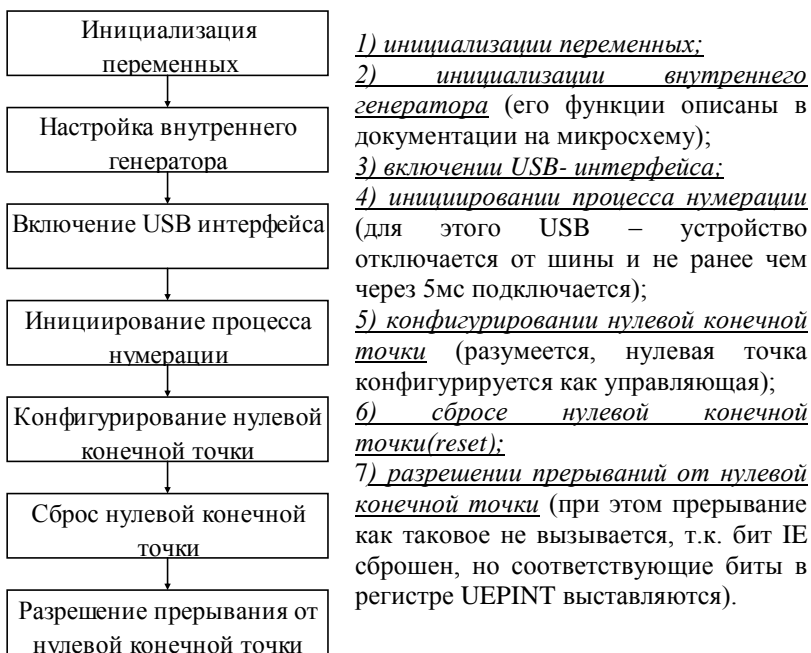 Инициализация
переменных
Настройка внутреннего
генератора
Включение USB интерфейса
Инициирование процесса
нумерации
Конфигурирование нулевой
конечной точки
Сброс нулевой конечной
точки
Разрешение прерывания от
нулевой конечной точки
1) инициализации переменных;
2) инициализации внутреннего
генератора (его функции описаны в
документации на микросхему);
3) включении USB- интерфейса;
4) инициировании процесса нумерации
(для этого USB – устройство
отключается от шины и не ранее чем
через 5мс подключается);
5) конфигурировании нулевой конечной
точки (разумеется, нулевая точка
конфигурируется как управляющая);
6) сбросе нулевой конечной
точки(reset);
7) разрешении прерываний от нулевой
конечной точки (при этом прерывание
как таковое не вызывается, т.к. бит IE
сброшен, но соответствующие биты в
регистре UEPINT выставляются).